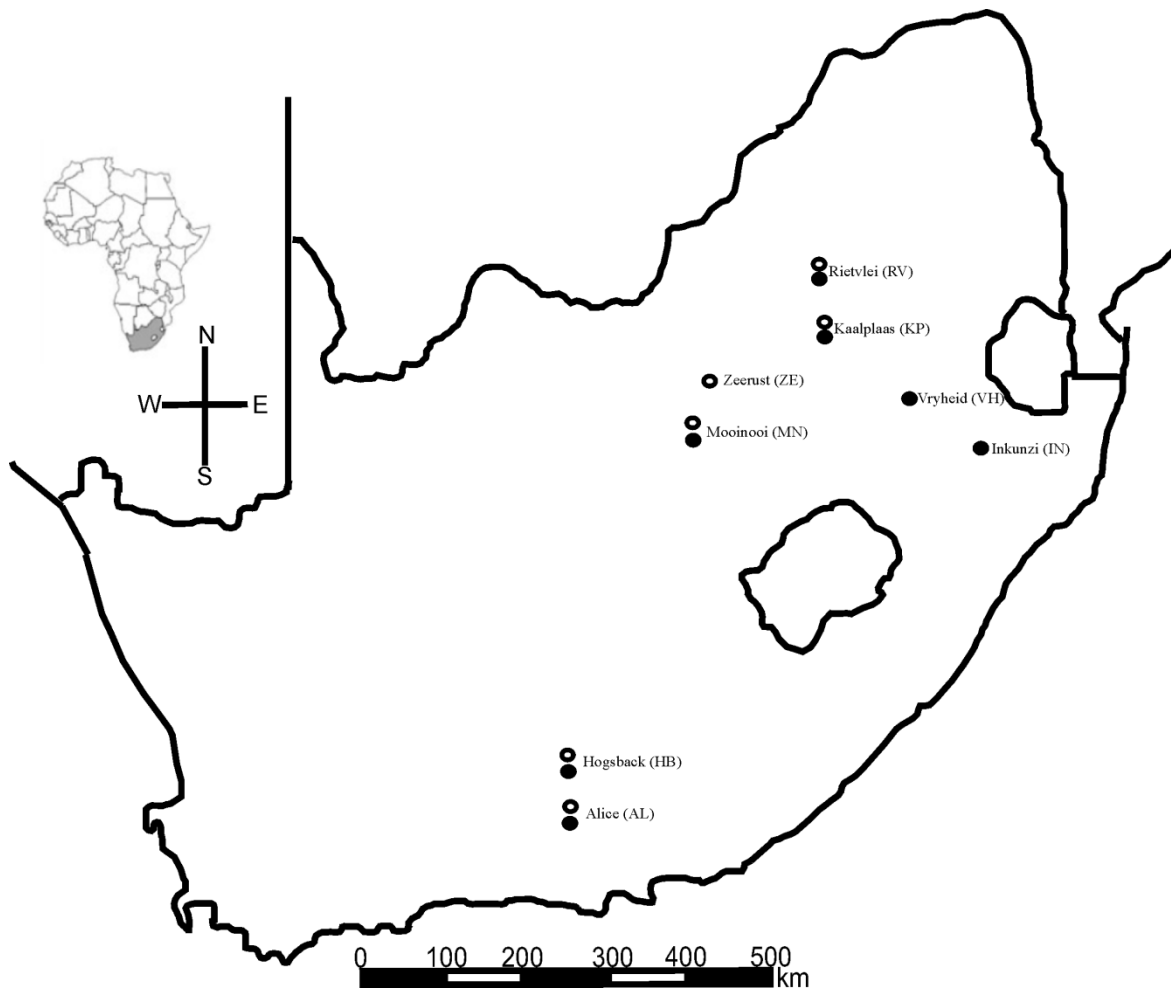 Rietvlei (RV)
Kaalplaas (KP)
N
Zeerust (ZE)
W E
Vryheid (VH)
Mooinooi (MN)
Inkunzi (IN)
S
Hogsback (HB)
Alice (AL)
0 100 200 300 400 500
km